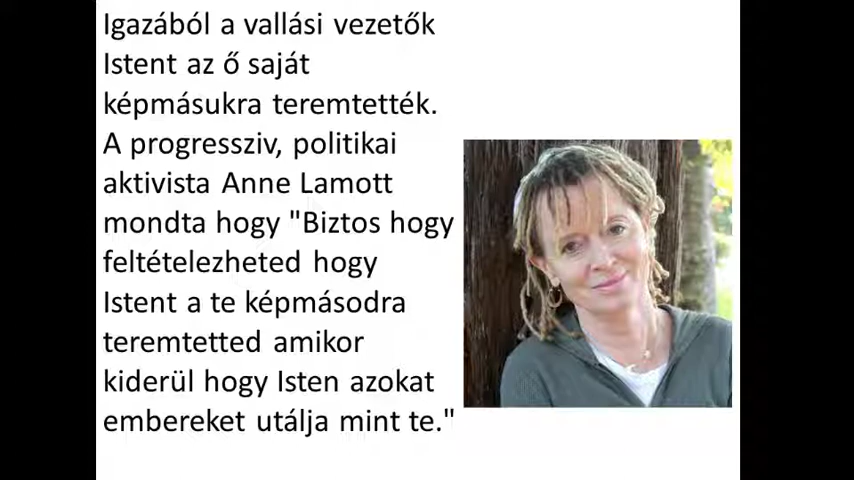 Igazából a vallási vezetők
Istent az ő saját
képmásukra teremtették.
A progressziv, politikai
aktivista Anne Lamott
mondta hogy "Biztos hogy
feltételezheted hogy
Istent a te képmásodra
teremtetted amikor
kiderül hogy Isten azokat
embereket utálja mint te."